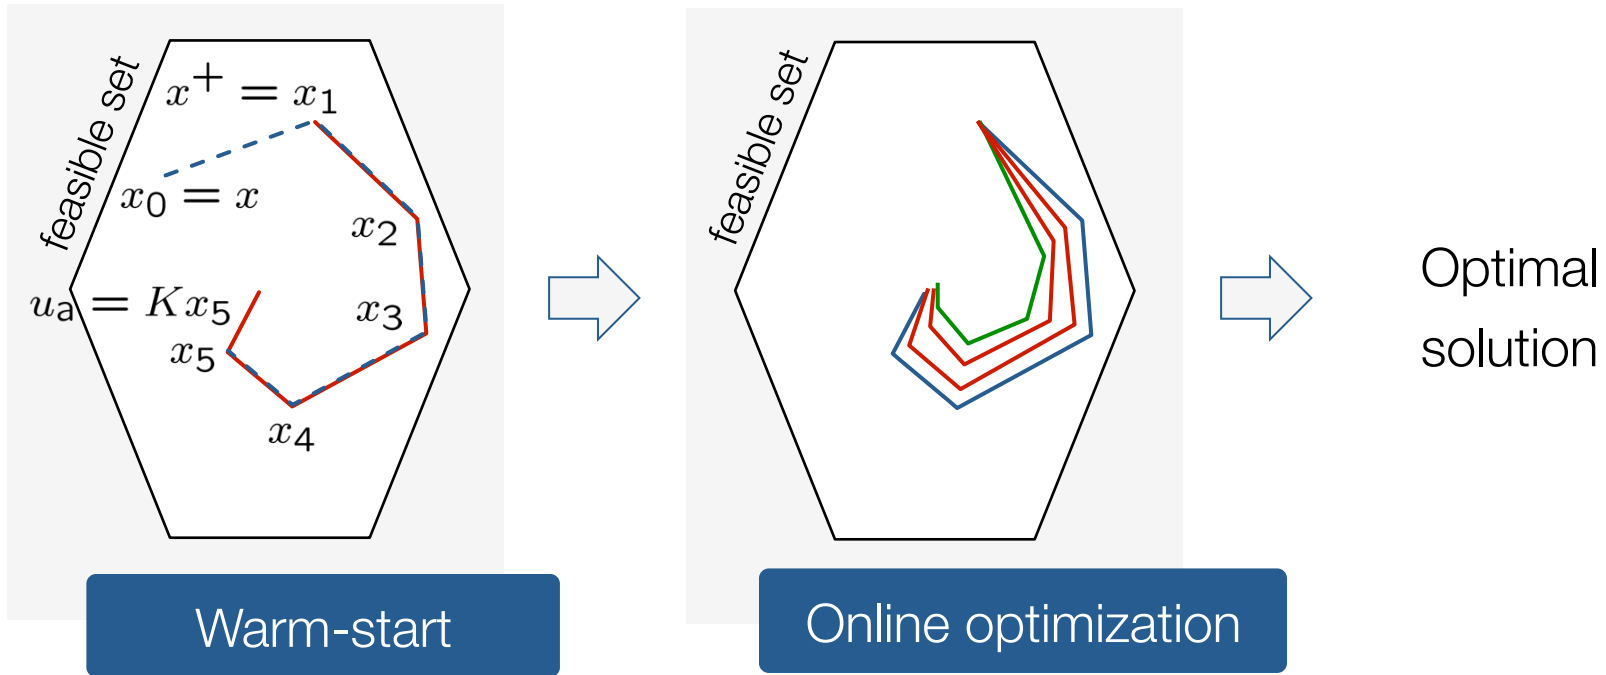 feasible set
x⁺ = x₁
x₀ = x
x₂
uₐ = Kx₅
x₃
x₅
x₄
Warm-start
feasible set
Online optimization
Optimal
solution